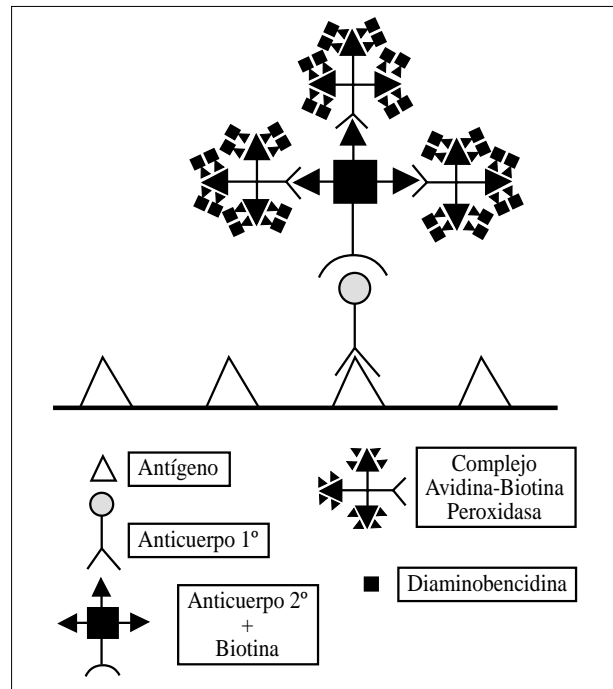 Antígeno
Anticuerpo 1º
Anticuerpo 2º
+
Biotina
Complejo
Avidina-Biotina
Peroxidasa
Diaminobencidina